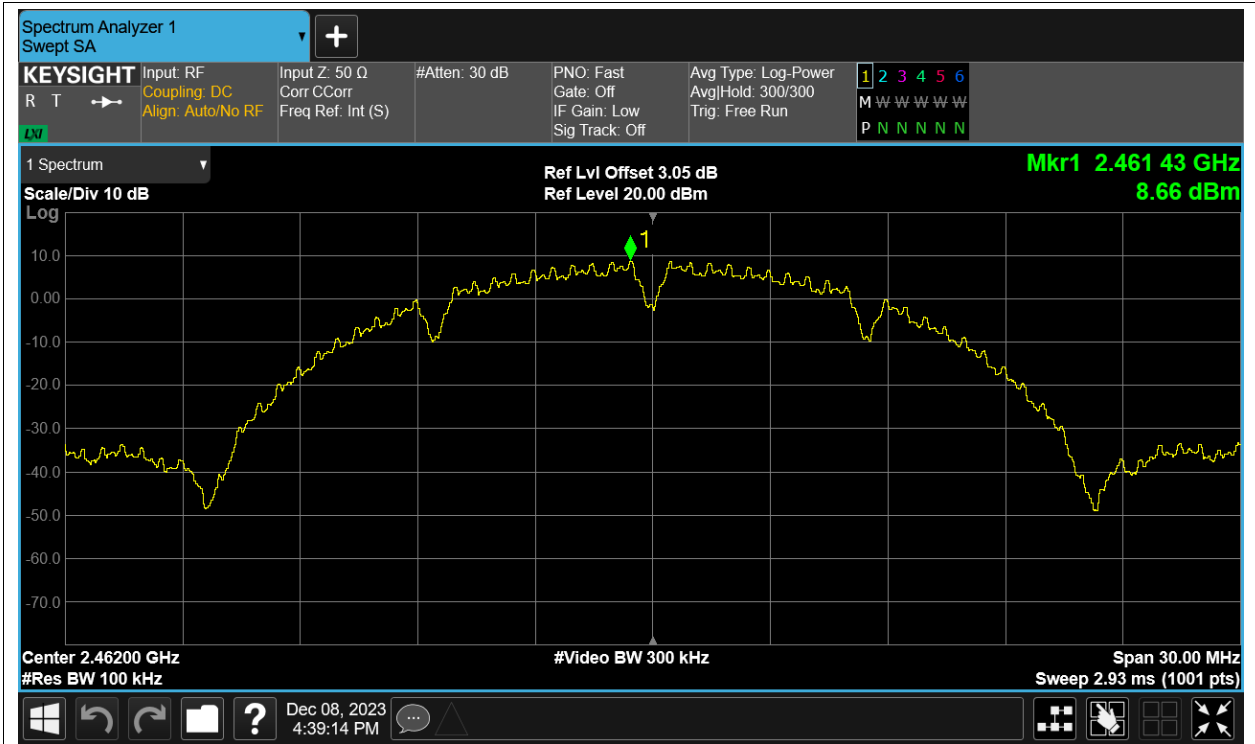 Spectrum Analyzer 1
Swept SA
+
KEYSIGHT
R T
LXI
Input: RF
Coupling: DC
Align: Auto/No RF
Input Z: 50 Ω
Corr CCorr
Freq Ref: Int (S)
#Atten: 30 dB
PNO: Fast
Gate: Off
IF Gain: Low
Sig Track: Off
Avg Type: Log-Power
Avg|Hold: 300/300
Trig: Free Run
1 2 3 4 5 6
M W W W W W
P N N N N N
1 Spectrum
Scale/Div 10 dB
Log
Ref Lvl Offset 3.05 dB
Ref Level 20.00 dBm
Mkr1 2.461 43 GHz
8.66 dBm
1
10.0
0.00
-10.0
-20.0
-30.0
-40.0
-50.0
-60.0
-70.0
Center 2.46200 GHz
#Res BW 100 kHz
#Video BW 300 kHz
Span 30.00 MHz
Sweep 2.93 ms (1001 pts)
?
Dec 08, 2023
4:39:14 PM